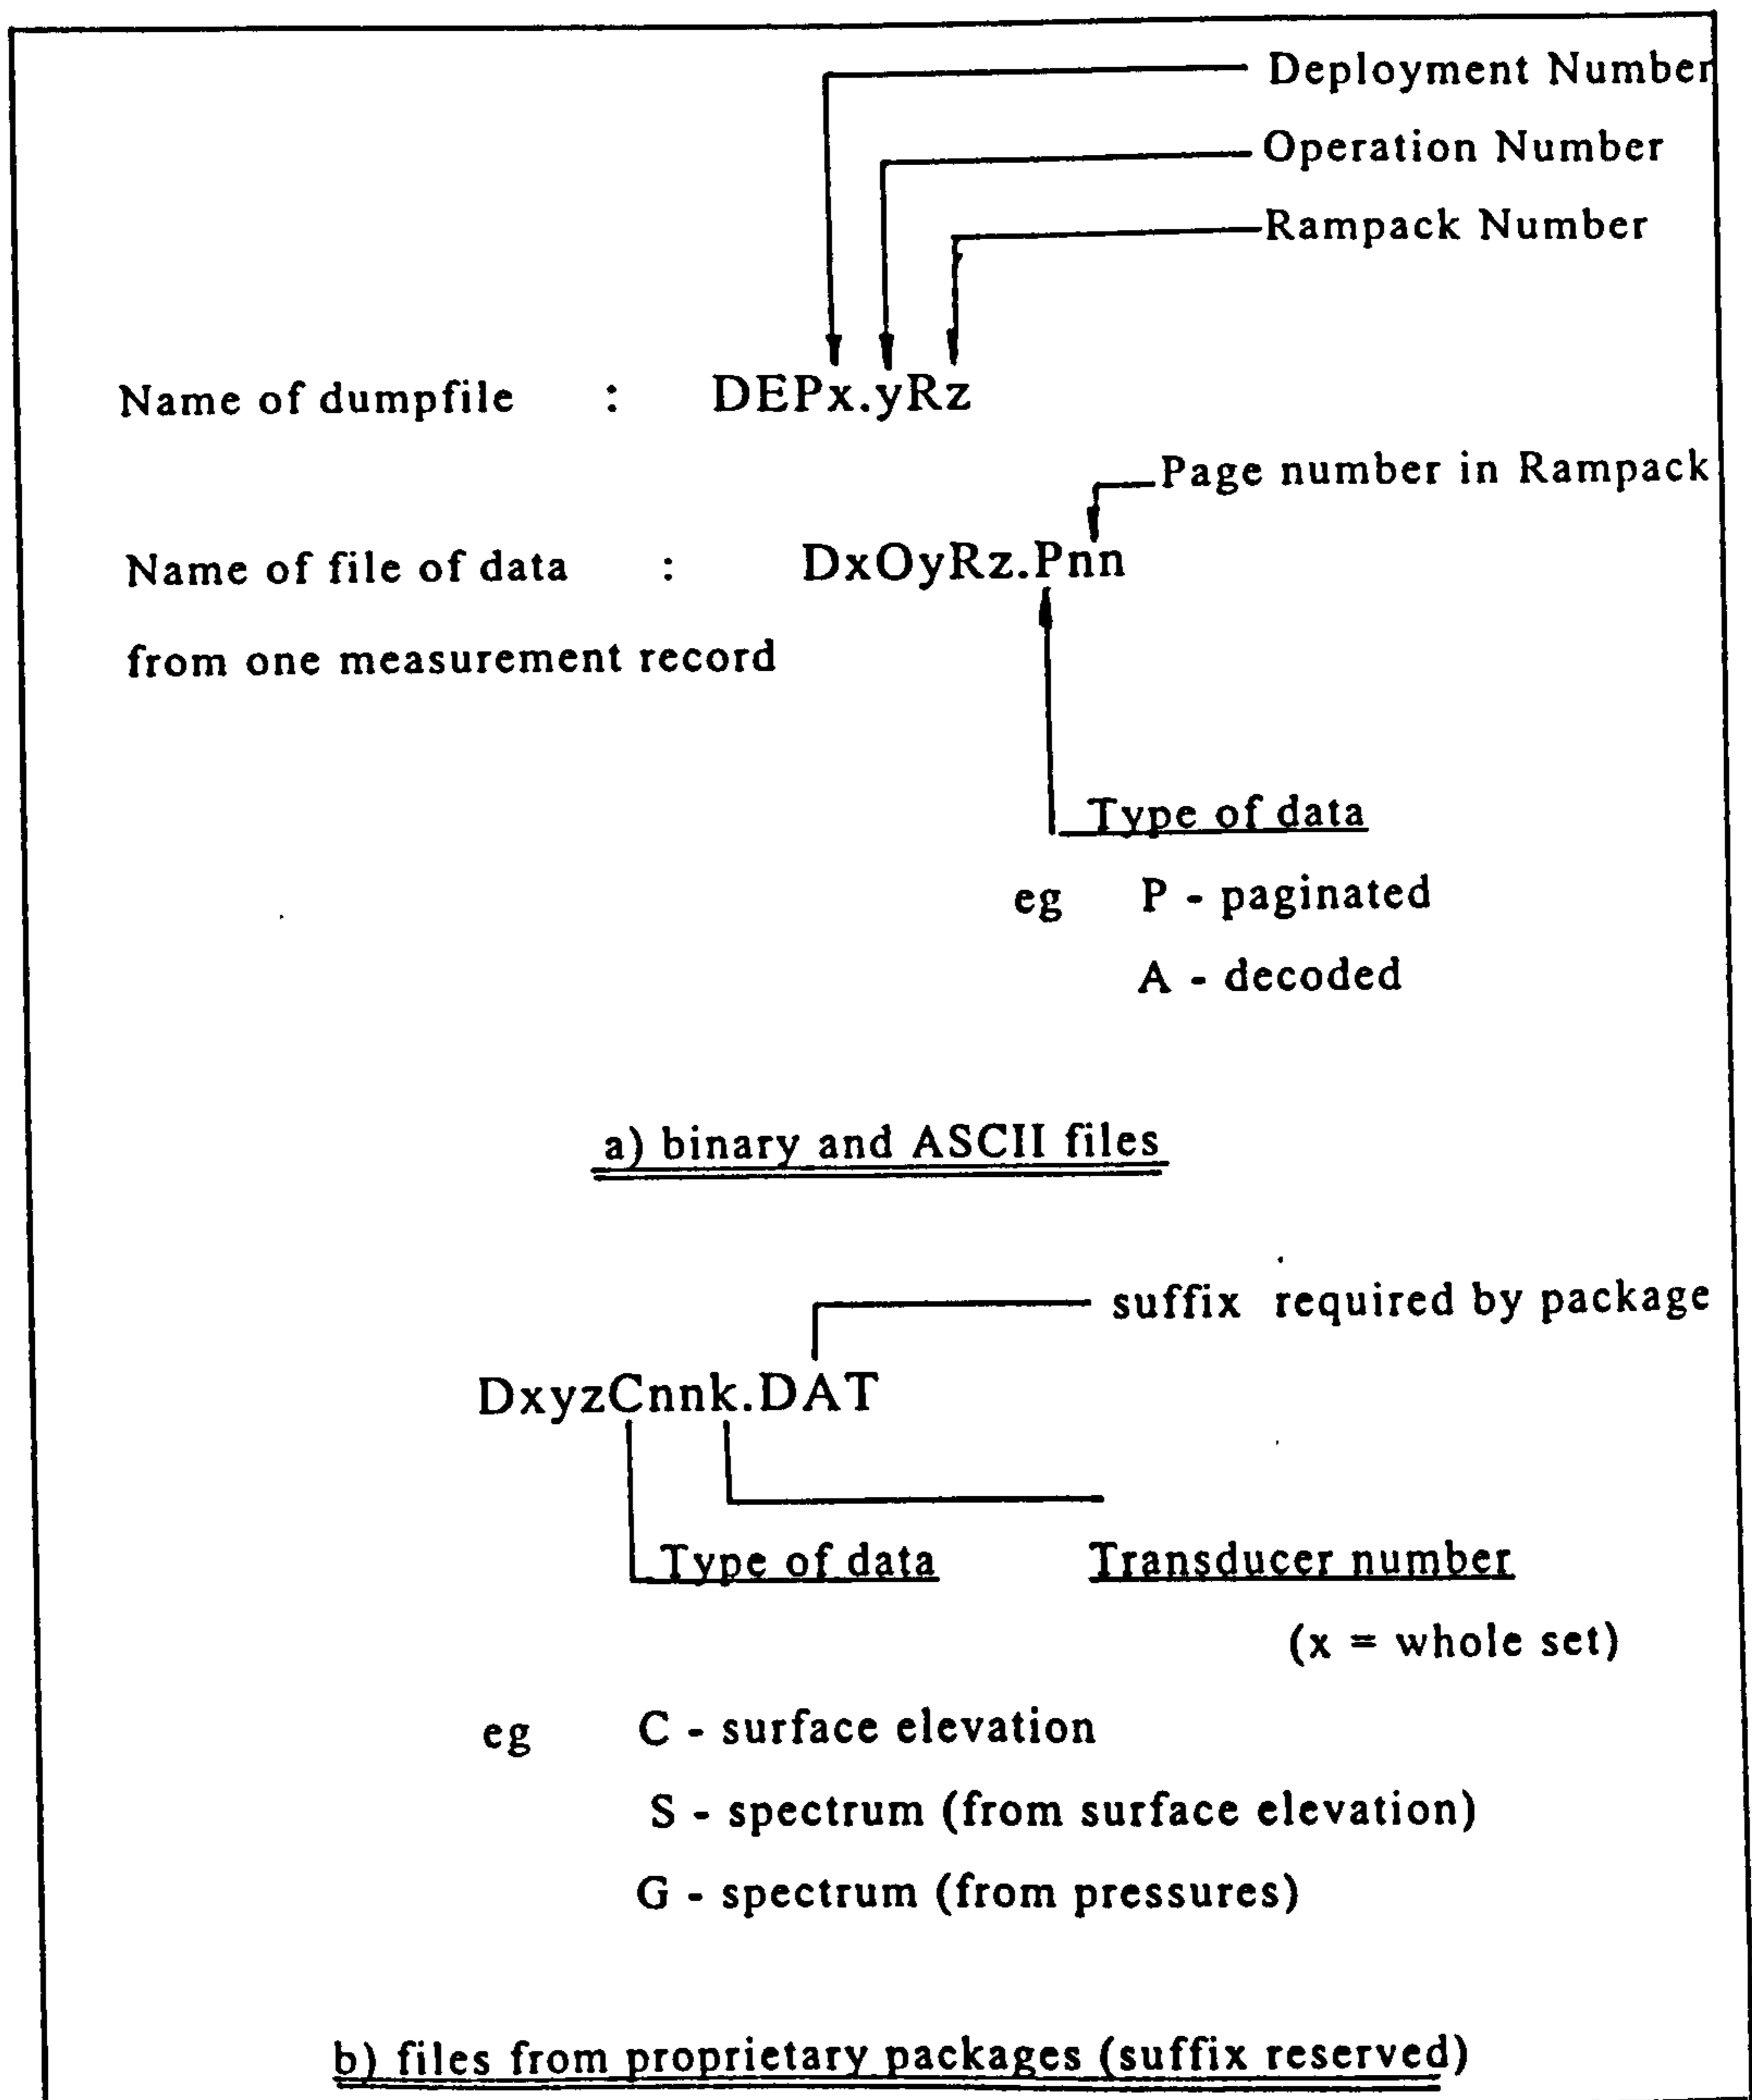 Deployment Number
Operation Number
Rampack Number
Name of dumpfile : DEPx.yRz
Page number in Rampack
Name of file of data : DxOyRz.Pnn
from one measurement record
Type of data
eg P - paginated
A - decoded
a) binary and ASCII files
suffix required by package
DxyzCnnk.DAT
Type of data Transducer number
(x = whole set)
eg C - surface elevation
S - spectrum (from surface elevation)
G - spectrum (from pressures)
b) files from proprietary packages (suffix reserved)